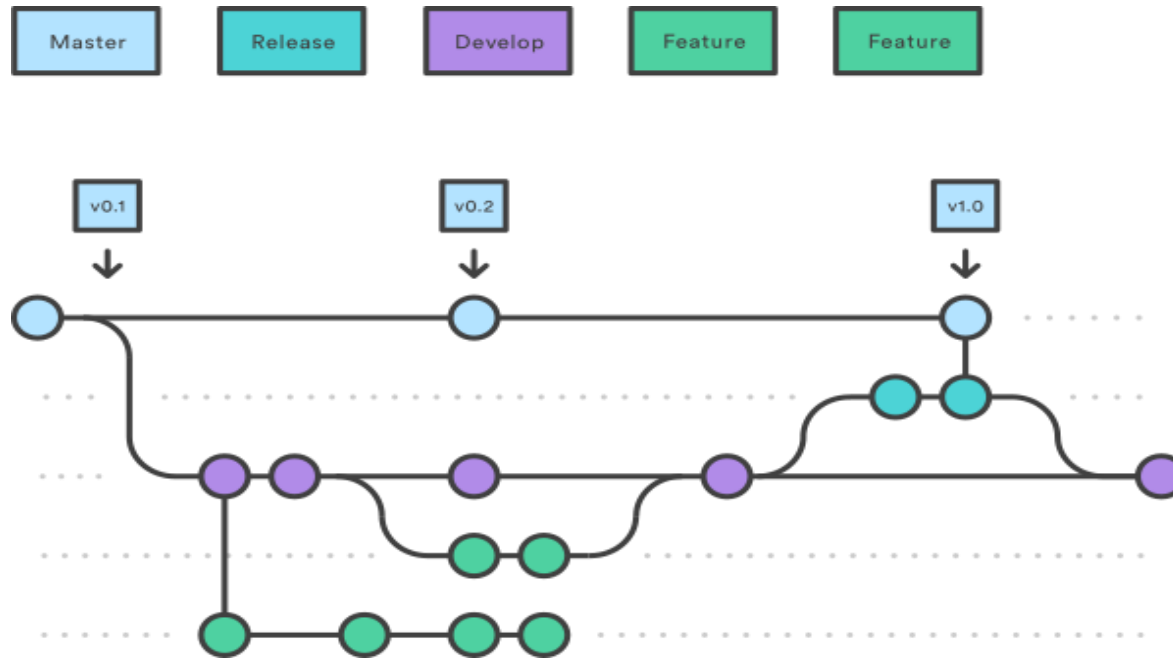 Master
Release
Develop
Feature
Feature
v0.1
v0.2
v1.0